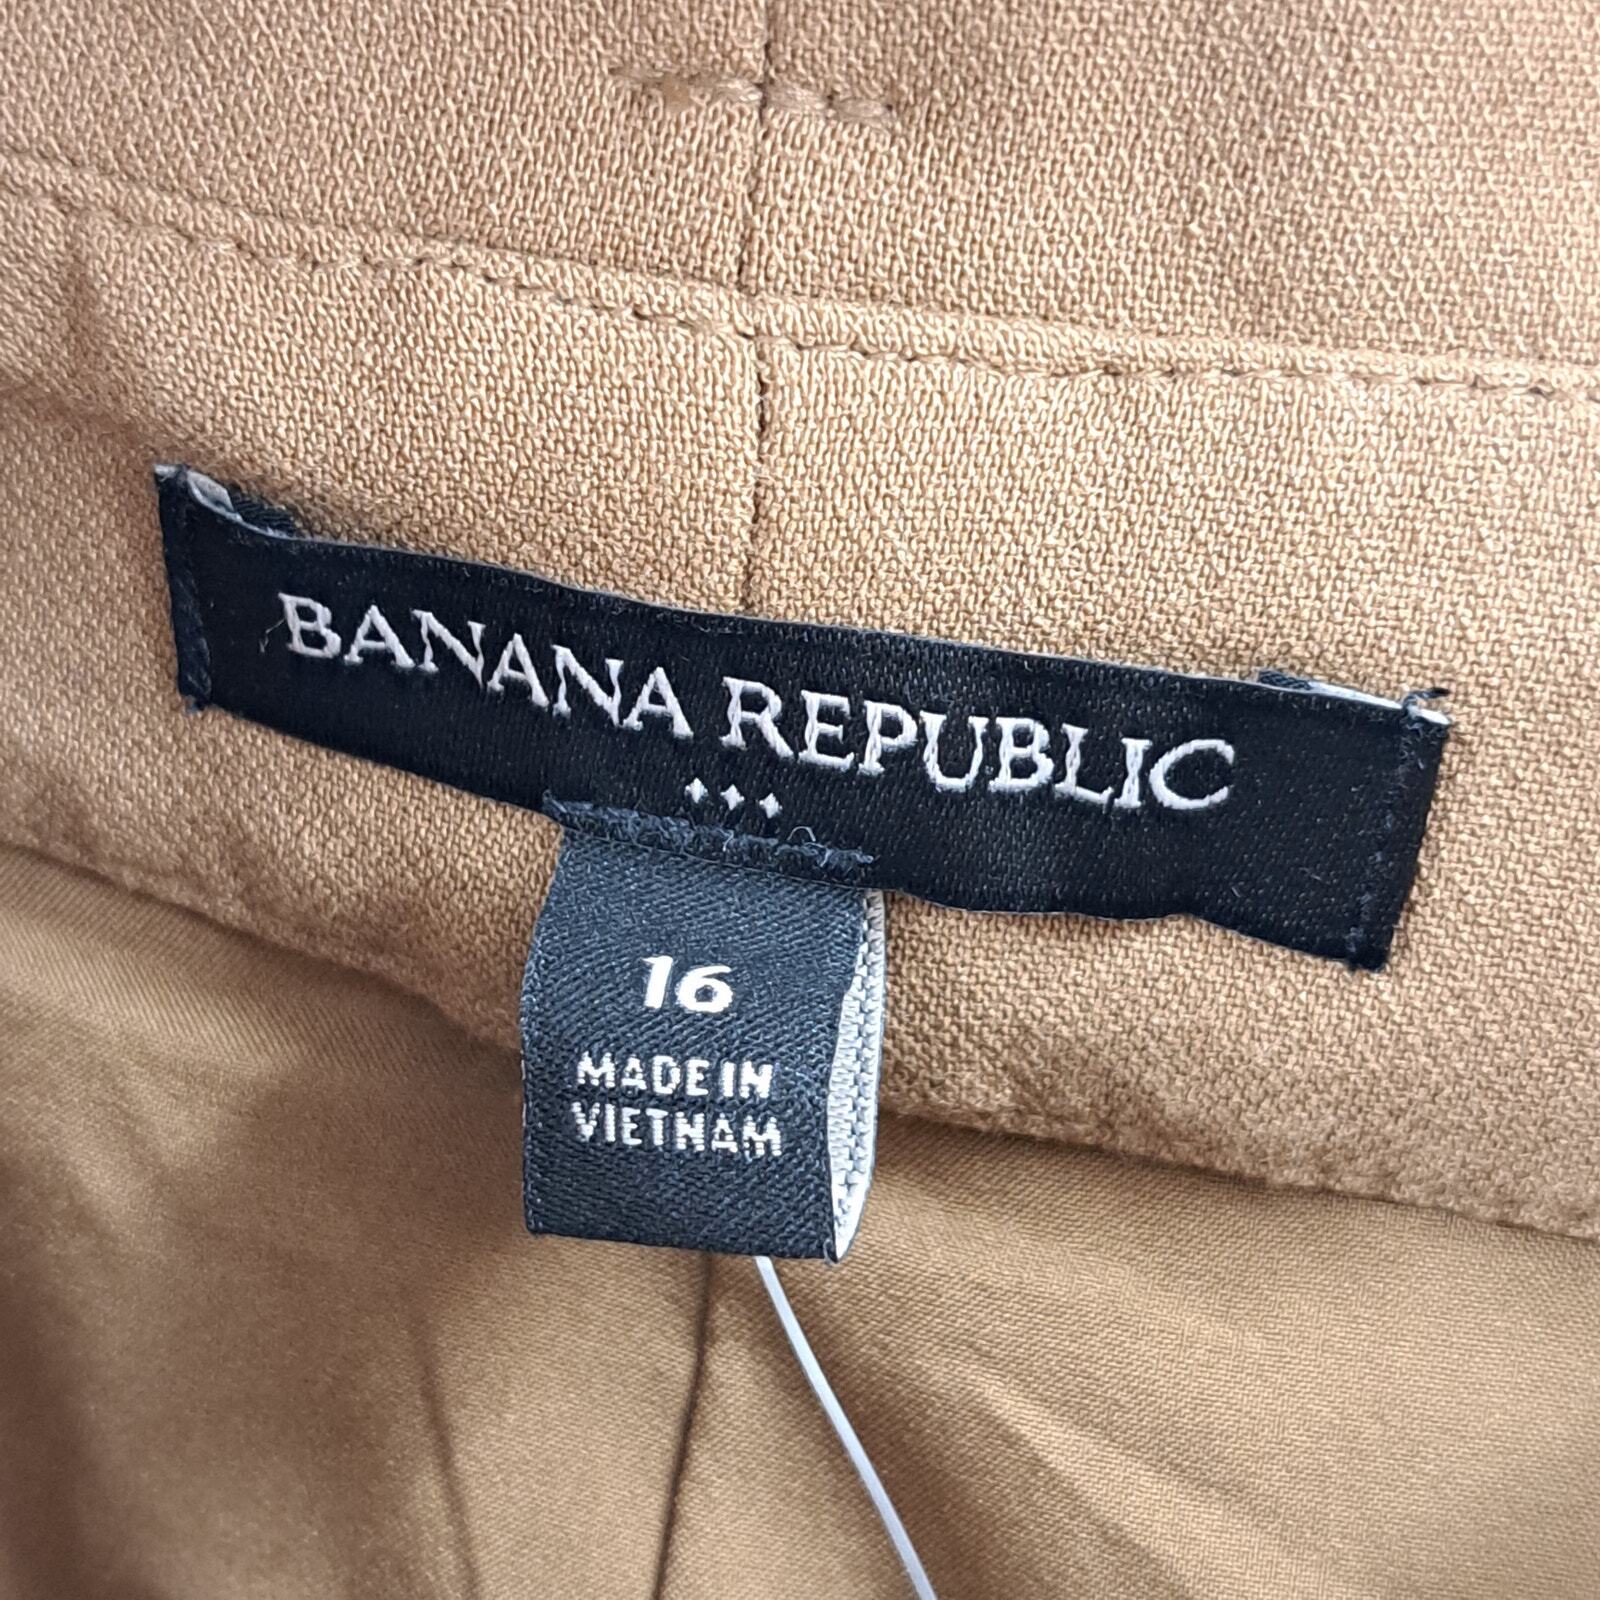 BANANA REPUBLIC
16
MADE IN
VIETNAM